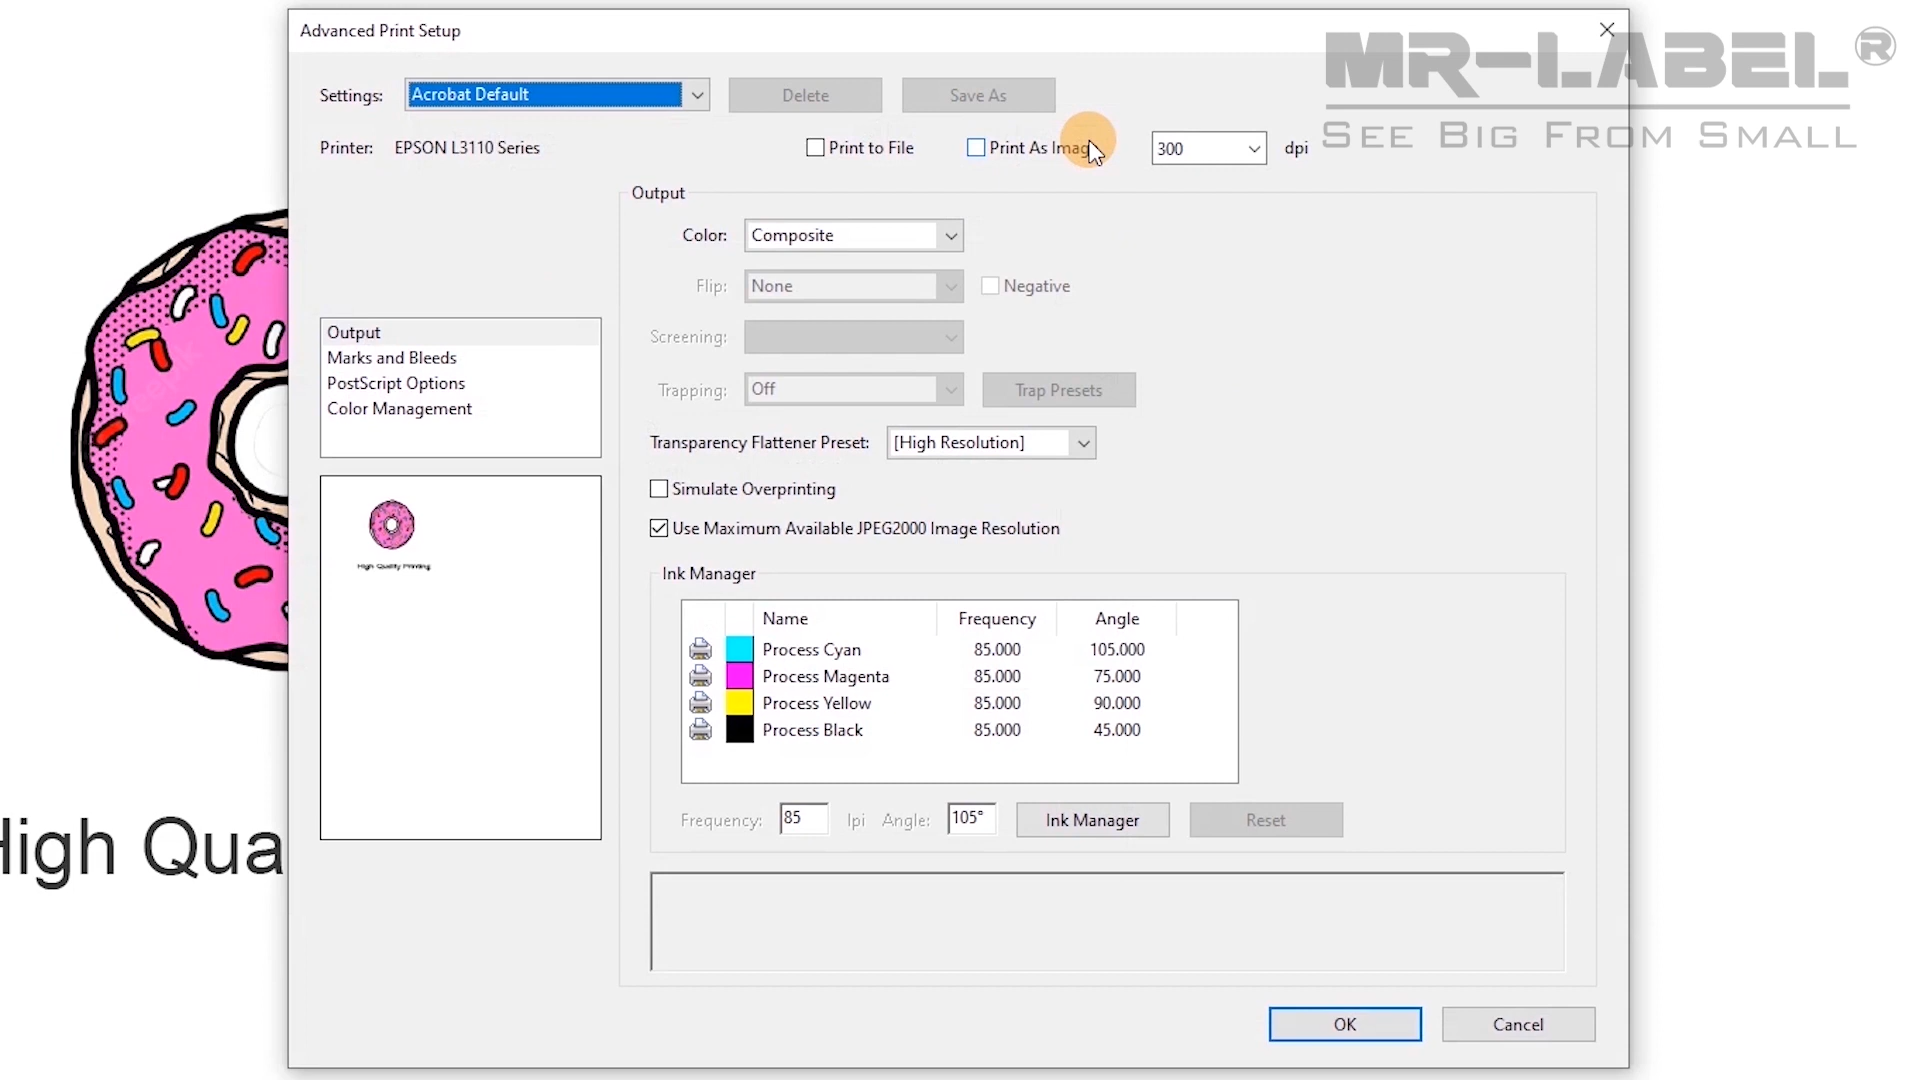 Advanced Print Setup
MR-LABEL®
SEE BIG FROM SMALL
Settings: Acrobat Default Delete Save As
Printer: EPSON L3110 Series Print to File Print As Imag 300 dpi
Output
Color: Composite
Flip: None Negative
Screening:
Trapping: Off Trap Presets
Transparency Flattener Preset: [High Resolution]
Simulate Overprinting
Use Maximum Available JPEG2000 Image Resolution
Output
Marks and Bleeds
PostScript Options
Color Management
High Quality Printing
Ink Manager
Name Frequency Angle
Process Cyan 85.000 105.000
Process Magenta 85.000 75.000
Process Yellow 85.000 90.000
Process Black 85.000 45.000
Frequency: 85 lpi Angle: 105° Ink Manager Reset
High Qua
OK Cancel